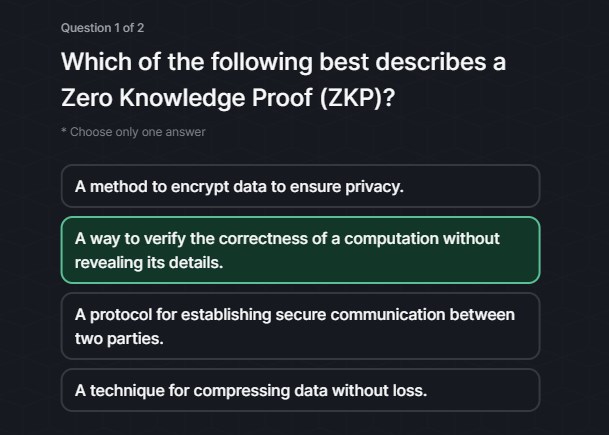 Question 1 of 2
Which of the following best describes a
Zero Knowledge Proof (ZKP)?
* Choose only one answer
A method to encrypt data to ensure privacy.
A way to verify the correctness of a computation without
revealing its details.
A protocol for establishing secure communication between
two parties.
A technique for compressing data without loss.